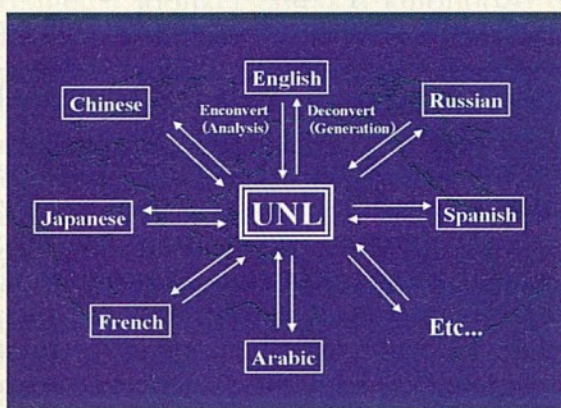 English
Chinese
Russian
Enconvert
(Analysis)
Deconvert
(Generation)
Japanese
UNL
Spanish
French
Etc...
Arabic